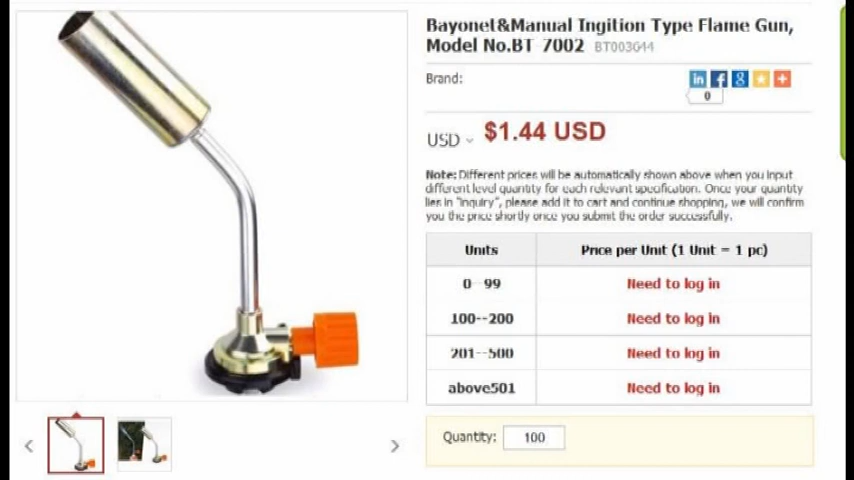 Bayonet&Manual Ingition Type Flame Gun,
Model No.BT 7002 BT003644
Brand:
in f g
0
USD $1.44 USD
Note: Different prices will be automatically shown above when you input
different level quantity for each relevant specification. Once your quantity
lies in "Inquiry", please add it to cart and continue shopping, we will confirm
you the price shortly once you submit the order successfully.
Units Price per Unit (1 Unit = 1 pc)
0--99 Need to log in
100--200 Need to log in
201--500 Need to log in
above501 Need to log in
Quantity: 100